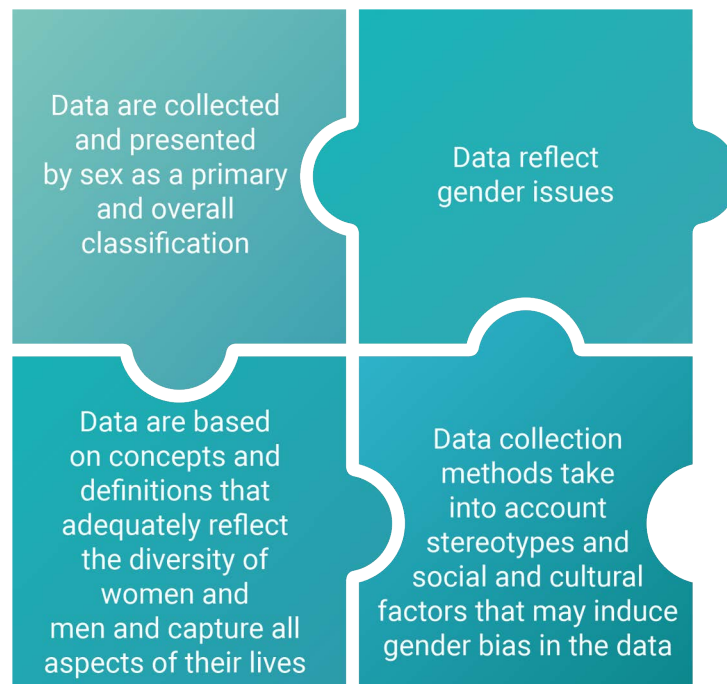 Data are collected
and presented
by sex as a primary
and overall
classification
Data reflect
gender issues
Data are based
on concepts and
definitions that
adequately reflect
the diversity of
women and
men and capture all
aspects of their lives
Data collection
methods take
into account
stereotypes and
social and cultural
factors that may induce
gender bias in the data